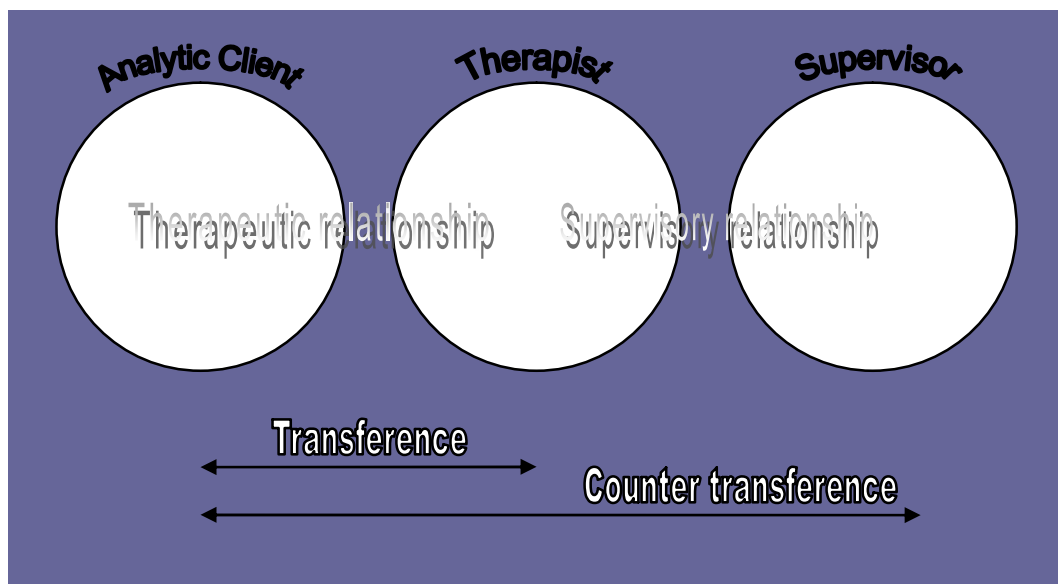 Analytic Client
Therapist
Supervisor
Therapeutic relationship
Supervisory relationship
Transference
Counter transference